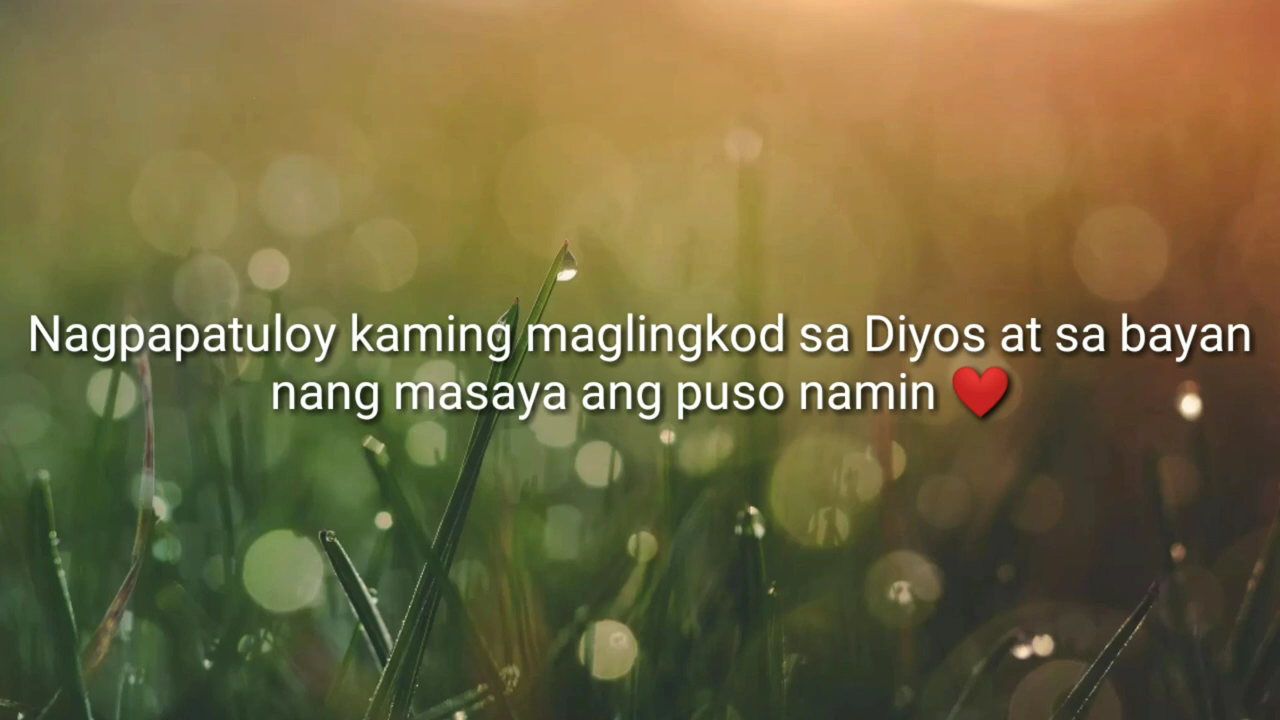 Nagpapatuloy kaming maglingkod sa Diyos at sa bayan
nang masaya ang puso namin ❤️